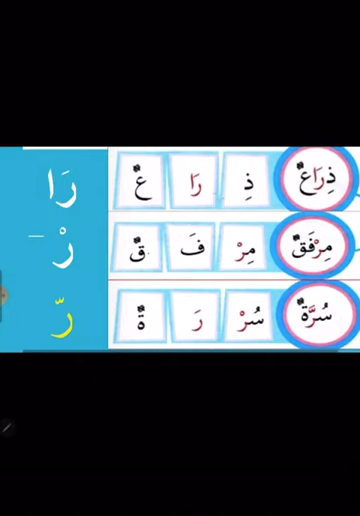 ذِرَاعٌ ذِ رَا عٌ رَا
مِرْفَقٌ مِرْ فَ قٌ رْ
سُرَّةٌ سُرْ رَ ةٌ رّ